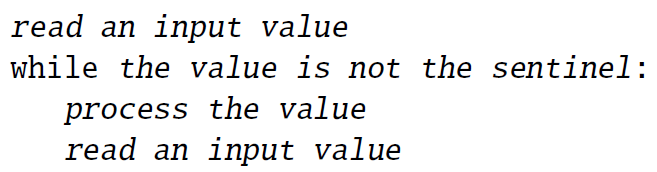 read an input value
while the value is not the sentinel:
process the value
read an input value